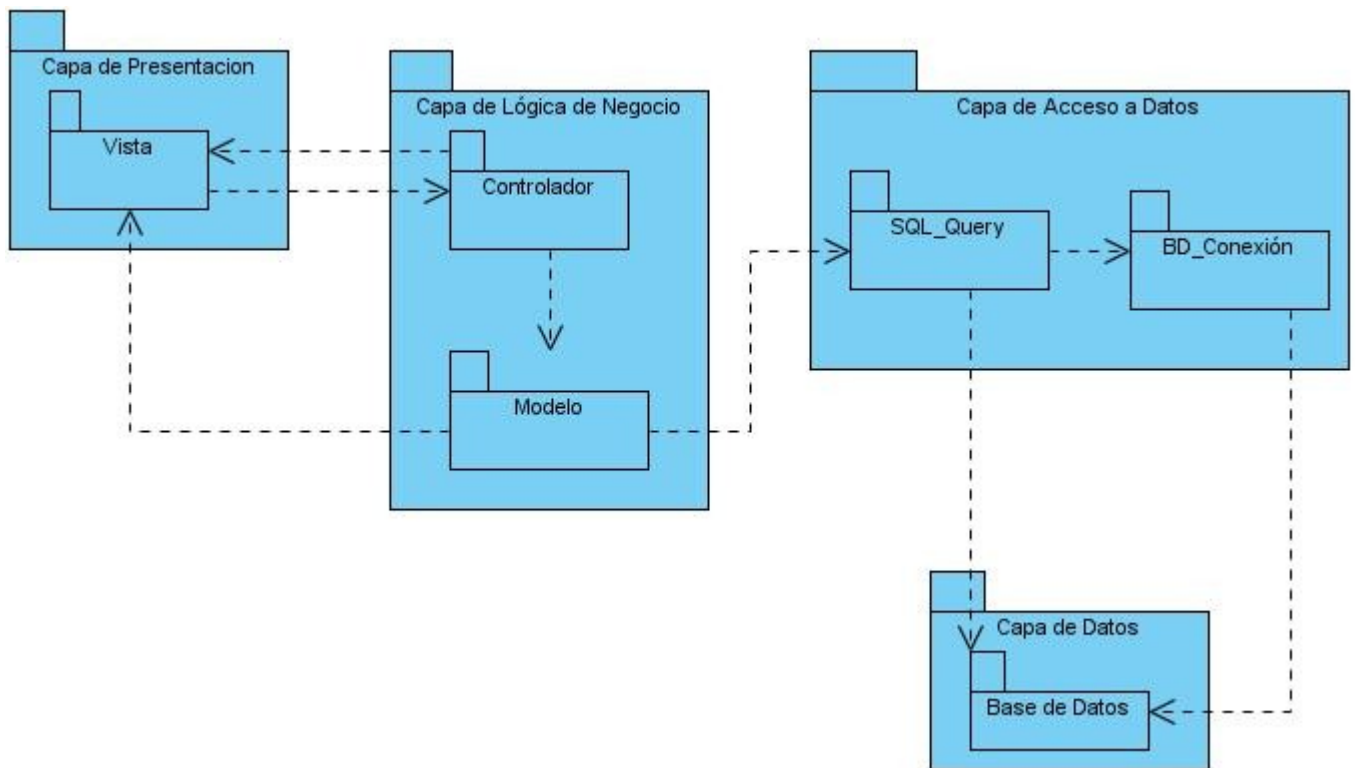 Capa de Presentacion
Vista
Capa de Lógica de Negocio
Controlador
Modelo
Capa de Acceso a Datos
SQL_Query
BD_Conexión
Capa de Datos
Base de Datos